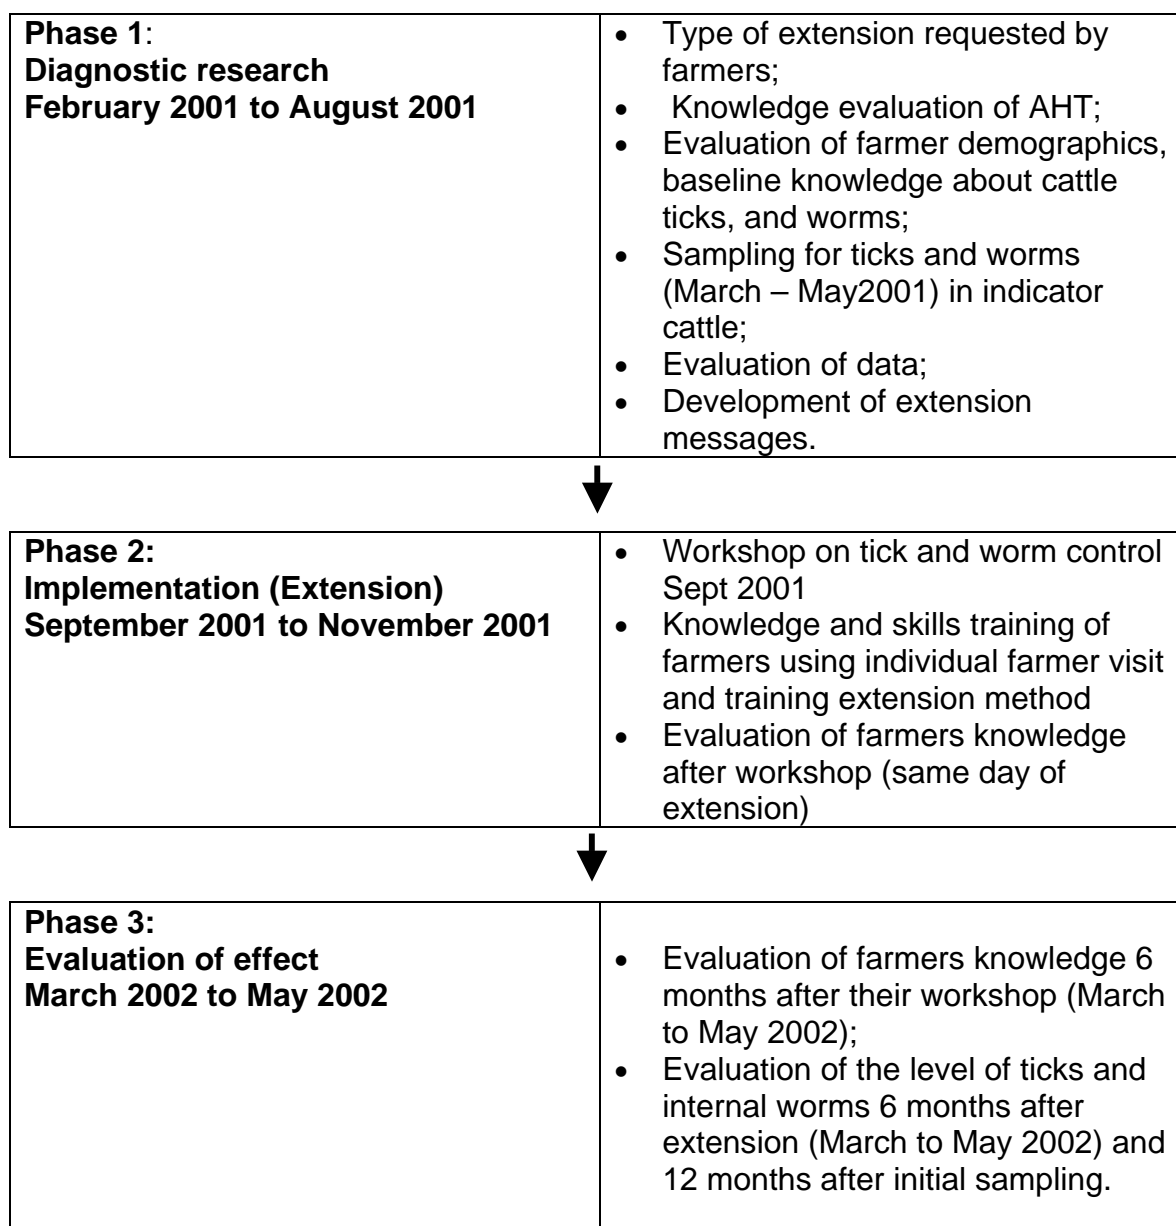 Phase 1:
Diagnostic research
February 2001 to August 2001
• Type of extension requested by
farmers;
• Knowledge evaluation of AHT;
• Evaluation of farmer demographics,
baseline knowledge about cattle
ticks, and worms;
• Sampling for ticks and worms
(March – May2001) in indicator
cattle;
• Evaluation of data;
• Development of extension
messages.
Phase 2:
Implementation (Extension)
September 2001 to November 2001
• Workshop on tick and worm control
Sept 2001
• Knowledge and skills training of
farmers using individual farmer visit
and training extension method
• Evaluation of farmers knowledge
after workshop (same day of
extension)
Phase 3:
Evaluation of effect
March 2002 to May 2002
• Evaluation of farmers knowledge 6
months after their workshop (March
to May 2002);
• Evaluation of the level of ticks and
internal worms 6 months after
extension (March to May 2002) and
12 months after initial sampling.